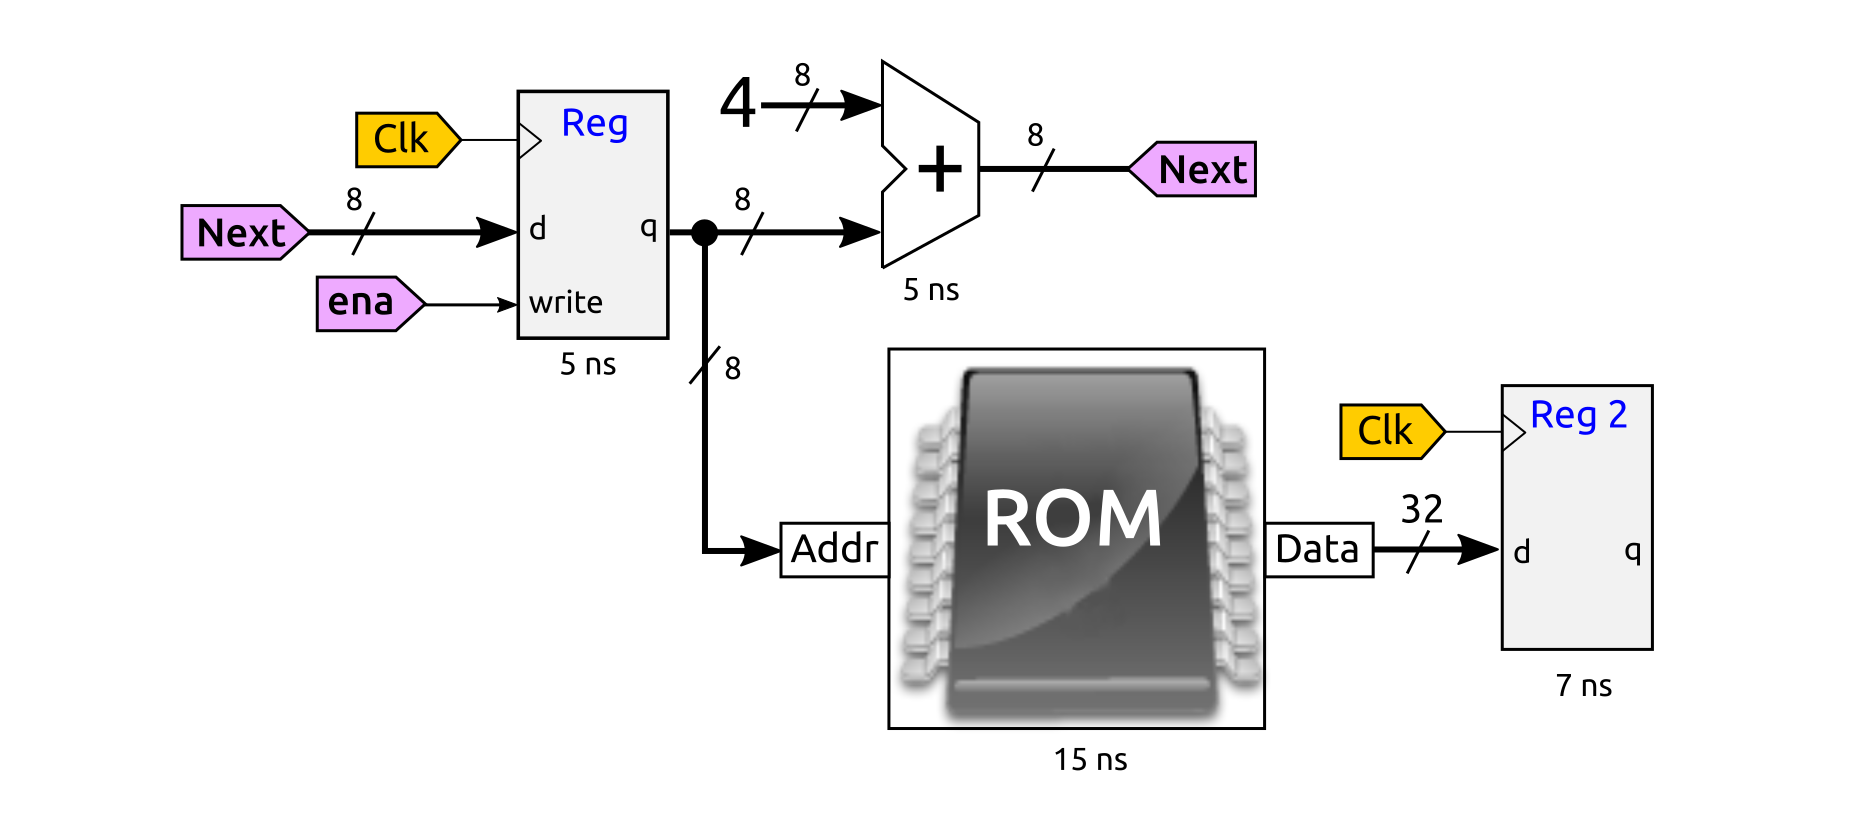 4
8
8
Clk
Reg
Next
8
d
q
8
+
Next
ena
write
5 ns
5 ns
8
ROM
Addr
Data
Clk
Reg 2
32
d
q
7 ns
15 ns